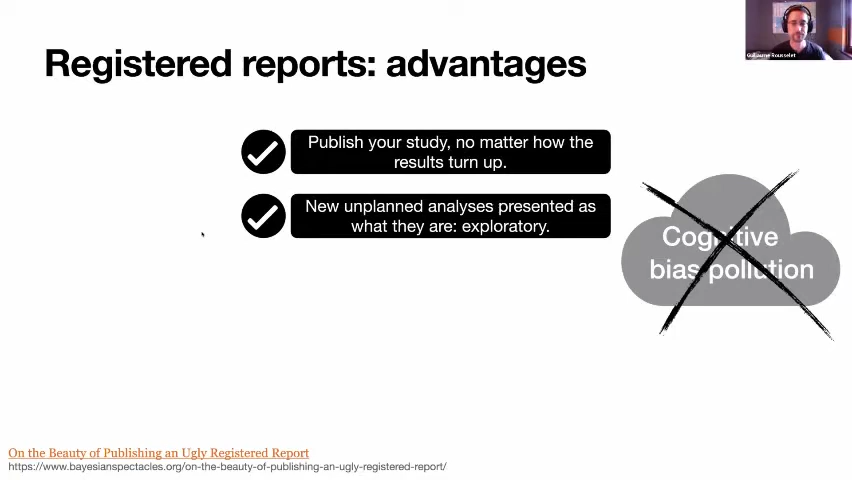 Registered reports: advantages
Guillaume Rousselet
Publish your study, no matter how the
results turn up.
New unplanned analyses presented as
what they are: exploratory.
Cognitive
bias pollution
On the Beauty of Publishing an Ugly Registered Report
https://www.bayesianspectacles.org/on-the-beauty-of-publishing-an-ugly-registered-report/